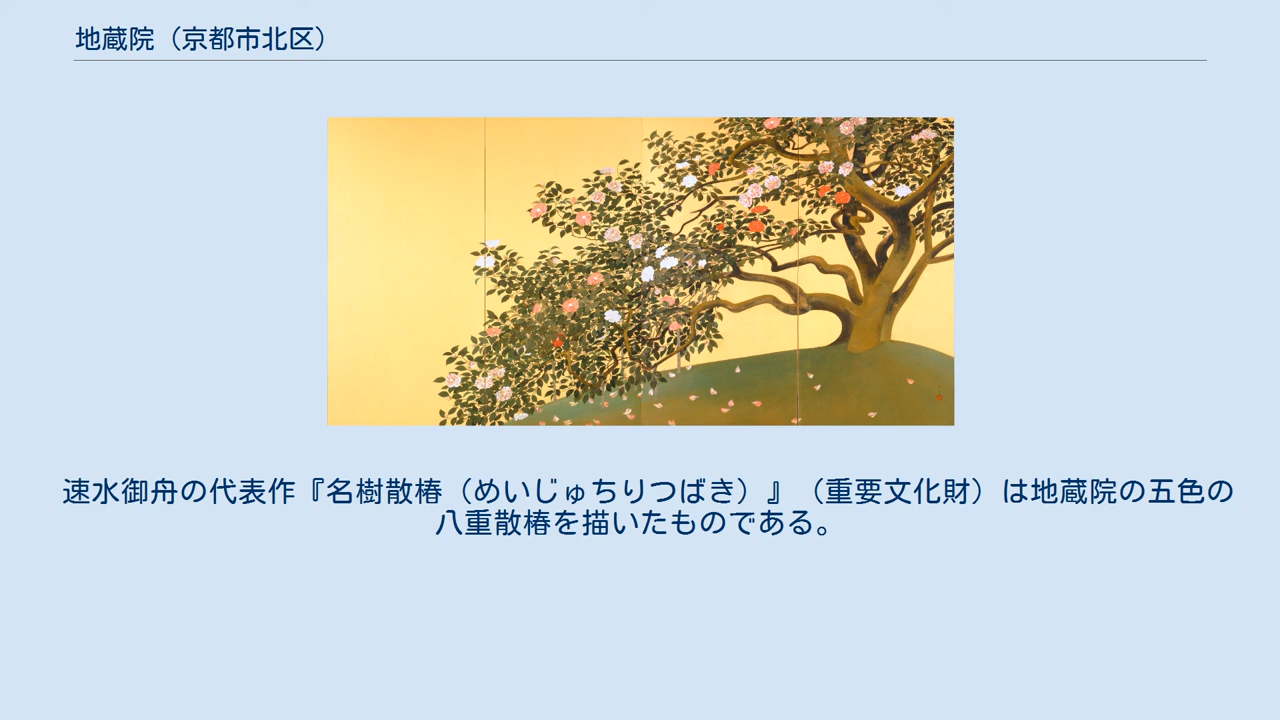 地蔵院（京都市北区）
速水御舟の代表作『名樹散椿（めいじゅちりつばき）』（重要文化財）は地蔵院の五色の
八重散椿を描いたものである。